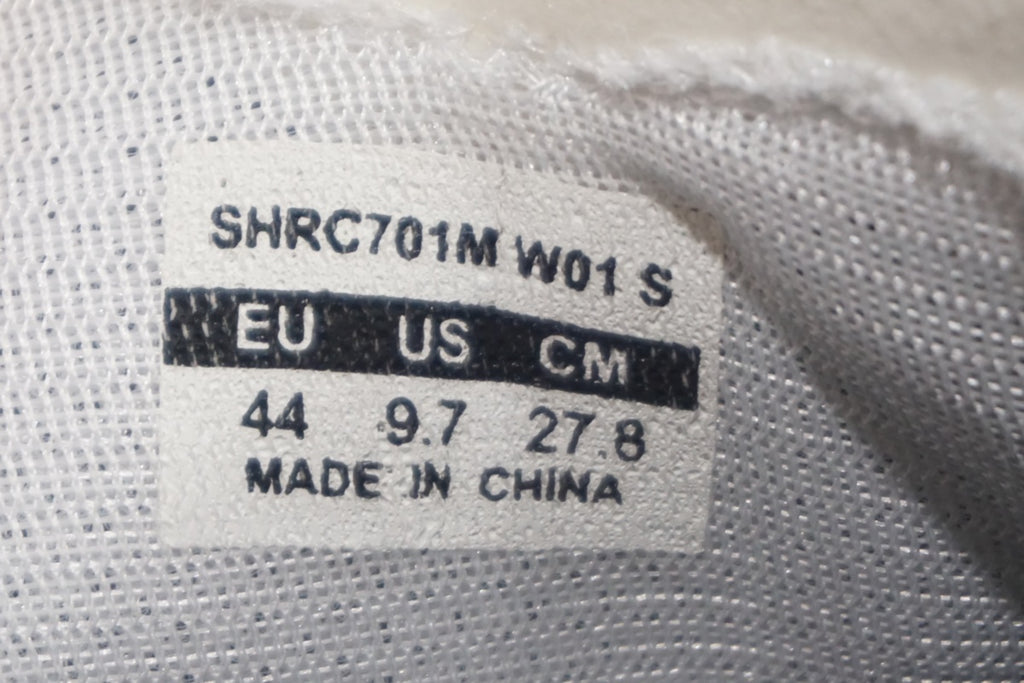 SHRC701M W01 S
EU US CM
44 9.7 27.8
MADE IN CHINA